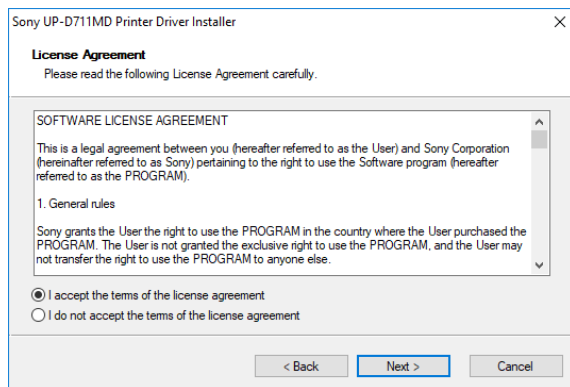 Sony UP-D711MD Printer Driver Installer
License Agreement
Please read the following License Agreement carefully.
SOFTWARE LICENSE AGREEMENT
This is a legal agreement between you (hereafter referred to as the User) and Sony Corporation
(hereinafter referred to as Sony) pertaining to the right to use the Software program (hereafter
referred to as the PROGRAM).
1. General rules
Sony grants the User the right to use the PROGRAM in the country where the User purchased the
PROGRAM. The User is not granted the exclusive right to use the PROGRAM, and the User may
not transfer the right to use the PROGRAM to anyone else.
I accept the terms of the license agreement
I do not accept the terms of the license agreement
< Back Next > Cancel